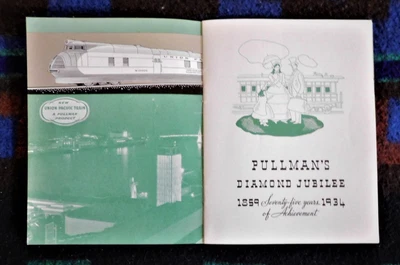 NEW
UNION PACIFIC TRAIN
A PULLMAN
PRODUCT
PULLMAN'S
DIAMOND JUBILEE
1859 Seventy-five years 1934
of Achievement